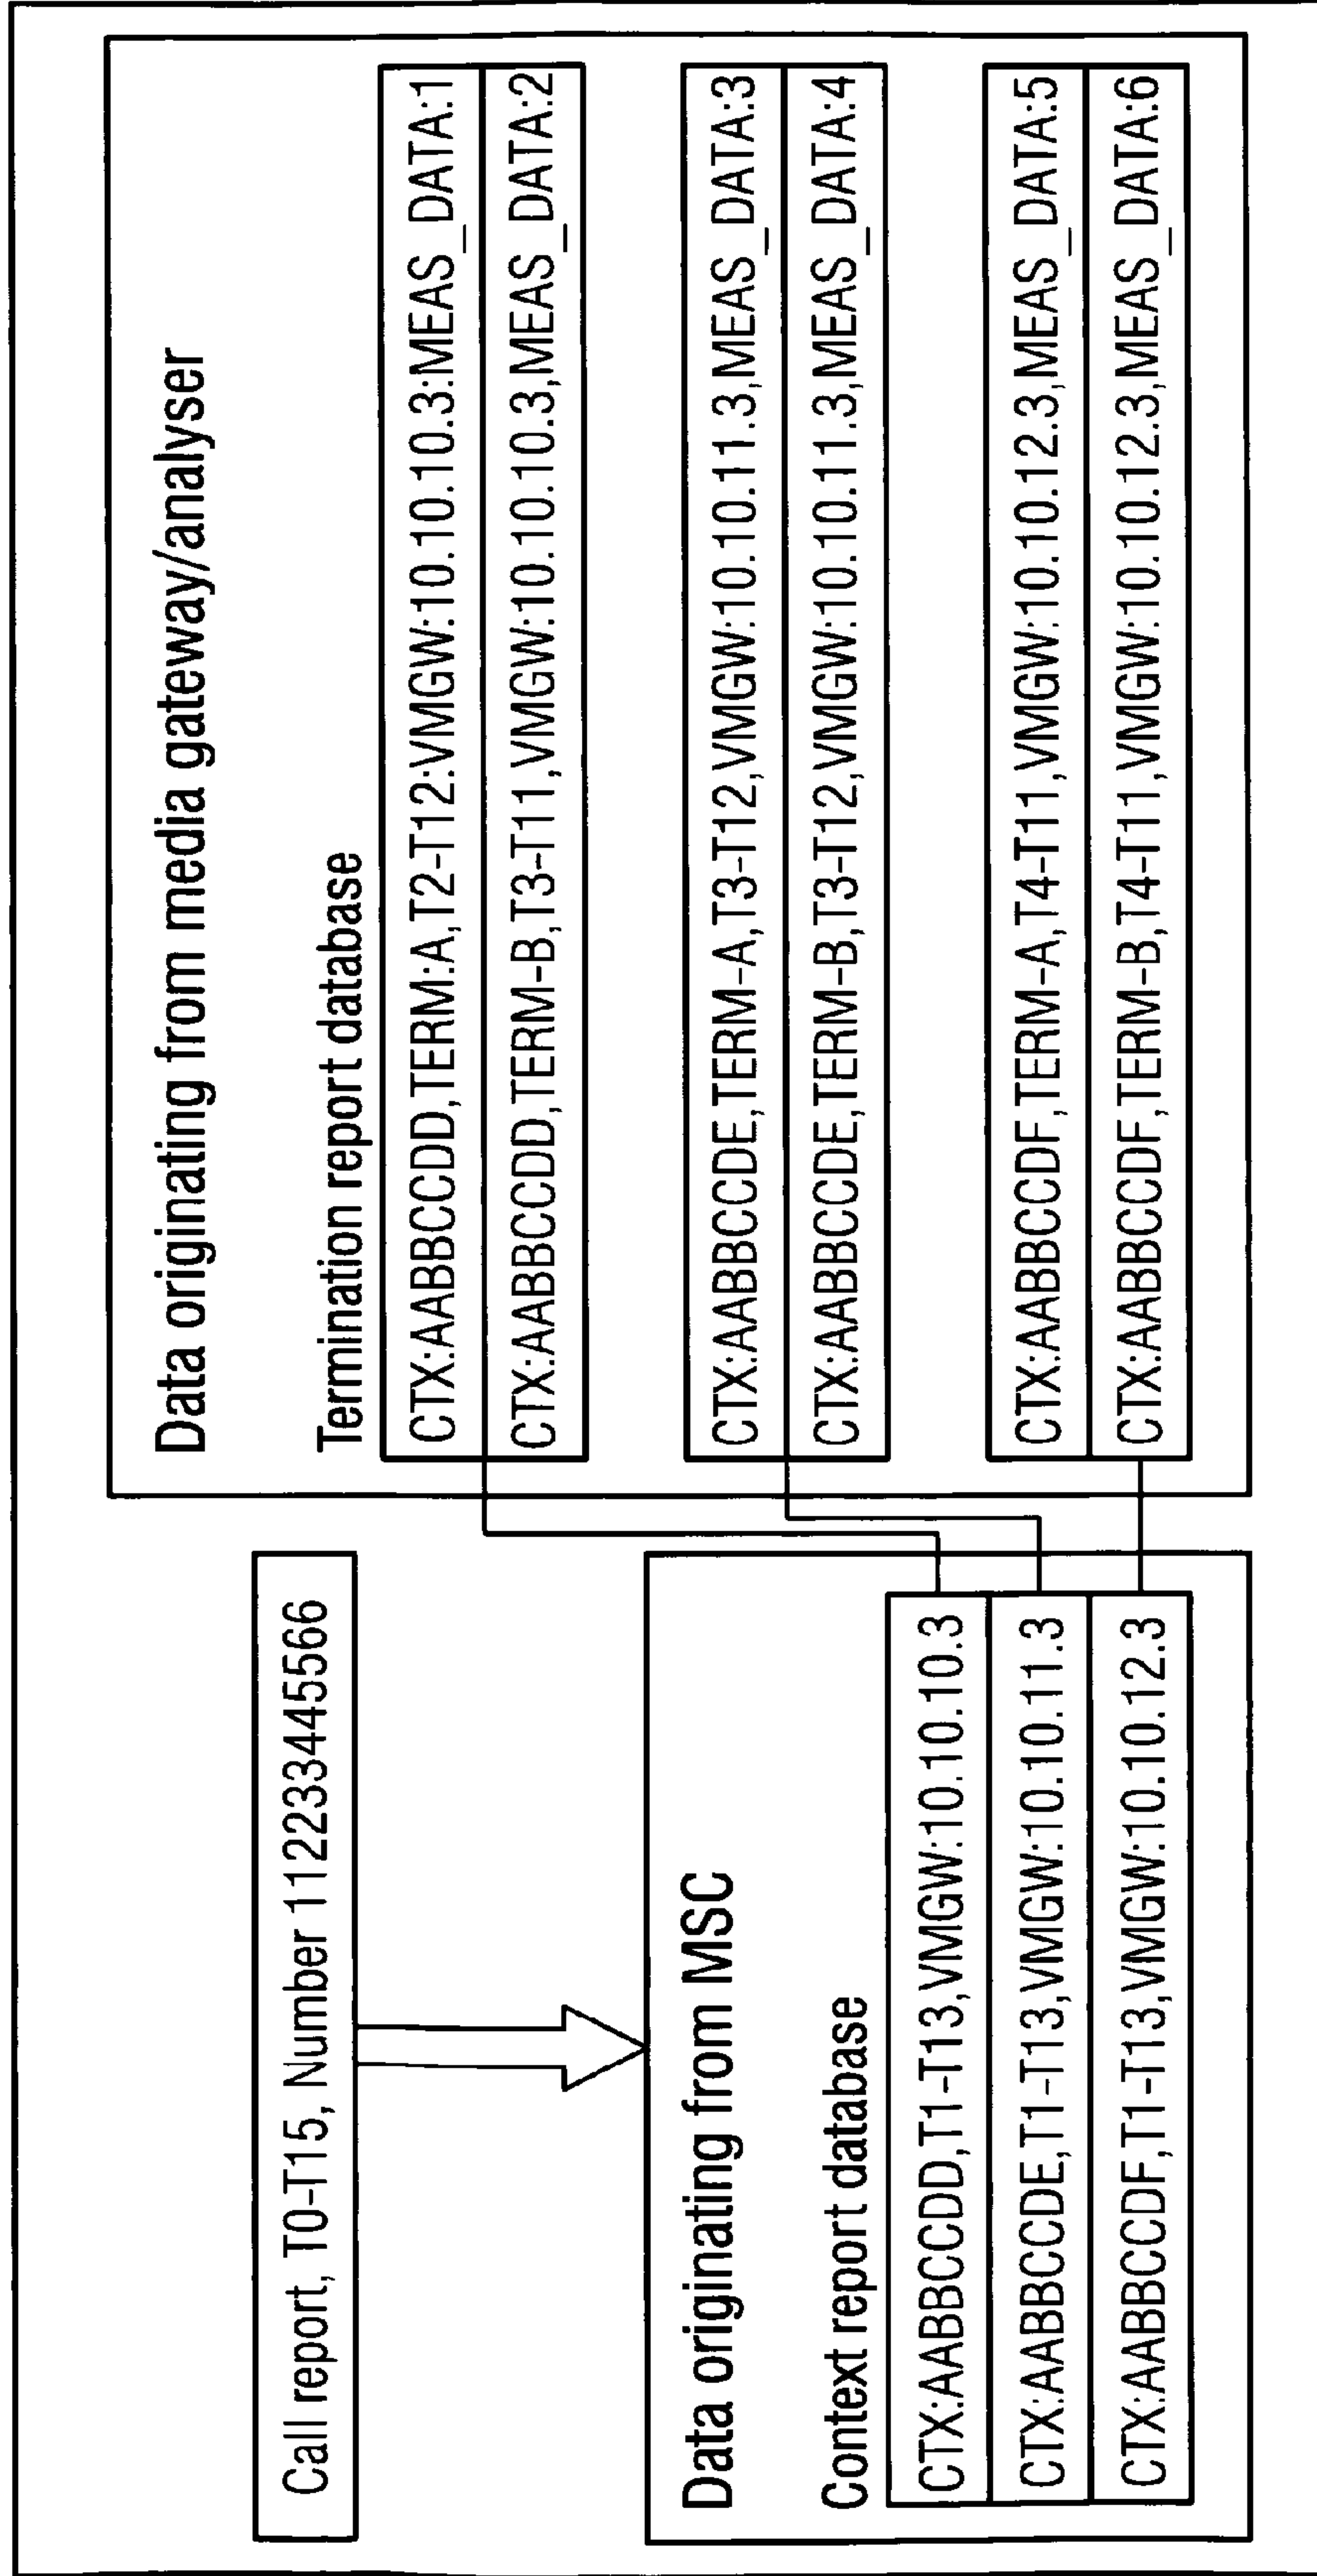 Call report, T0-T15, Number 112233445566
Data originating from MSC
Context report database
CTX:AABBCCDD,T1-T13,VMGW:10.10.10.3
CTX:AABBCCDE,T1-T13,VMGW:10.10.11.3
CTX:AABBCCDF,T1-T13,VMGW:10.10.12.3
Data originating from media gateway/analyser
Termination report database
CTX:AABBCCDD,TERM:A,T2-T12:VMGW:10.10.10.3:MEAS_DATA:1
CTX:AABBCCDD,TERM-B,T3-T11,VMGW:10.10.10.3,MEAS_DATA:2
CTX:AABBCCDE,TERM-A,T3-T12,VMGW:10.10.11.3,MEAS_DATA:3
CTX:AABBCCDE,TERM-B,T3-T12,VMGW:10.10.11.3,MEAS_DATA:4
CTX:AABBCCDF,TERM-A,T4-T11,VMGW:10.10.12.3,MEAS_DATA:5
CTX:AABBCCDF,TERM-B,T4-T11,VMGW:10.10.12.3,MEAS_DATA:6